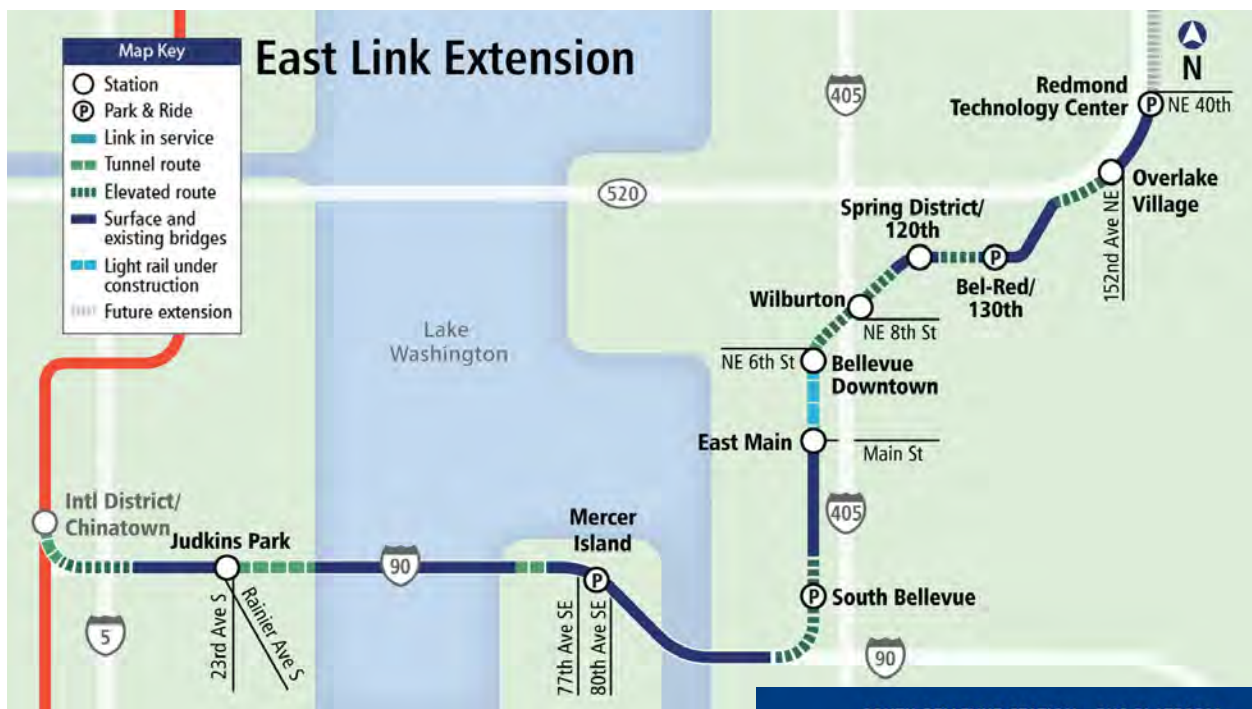 East Link Extension
Map Key
Station
P Park & Ride
Link in service
Tunnel route
Elevated route
Surface and
existing bridges
Light rail under
construction
Future extension
405
N
Redmond
Technology Center
P
NE 40th
520
Overlake
Village
152nd Ave NE
Spring District/
120th
P
Bel-Red/
130th
Wilburton
NE 8th St
Lake
Washington
NE 6th St
Bellevue
Downtown
East Main
Main St
405
Intl District/
Chinatown
Judkins Park
90
Mercer
Island
P
P
South Bellevue
5
23rd Ave S
Rainier Ave S
77th Ave SE
80th Ave SE
90